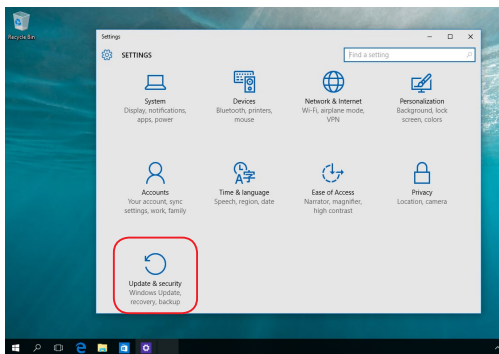 Recycle Bin
Settings
SETTINGS
Find a setting
System
Display, notifications,
apps, power
Devices
Bluetooth, printers,
mouse
Network & Internet
Wi-Fi, airplane mode,
VPN
Personalization
Background, lock
screen, colors
Accounts
Your account, sync
settings, work, family
Time & language
Speech, region, date
Ease of Access
Narrator, magnifier,
high contrast
Privacy
Location, camera
Update & security
Windows Update,
recovery, backup